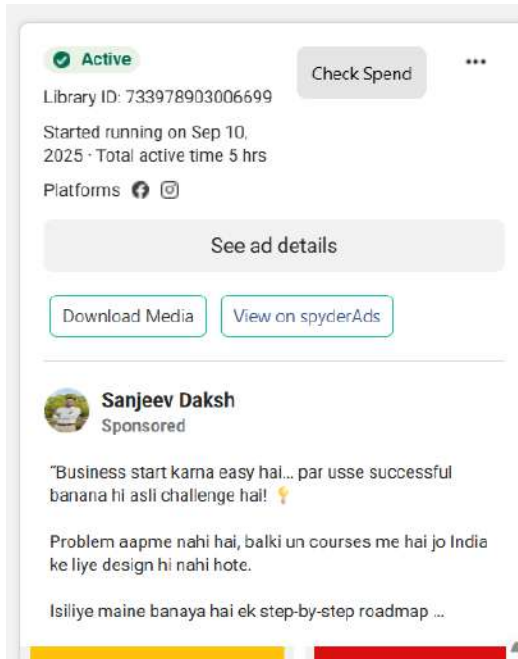 Active
Check Spend
Library ID: 733978903006699
Started running on Sep 10,
2025 · Total active time 5 hrs
Platforms
See ad details
Download Media
View on spyderAds
Sanjeev Daksh
Sponsored
"Business start karna easy hai... par usse successful
banana hi asli challenge hai! 💡
Problem aapme nahi hai, balki un courses me hai jo India
ke liye design hi nahi hote.
Isiliye maine banaya hai ek step-by-step roadmap ...